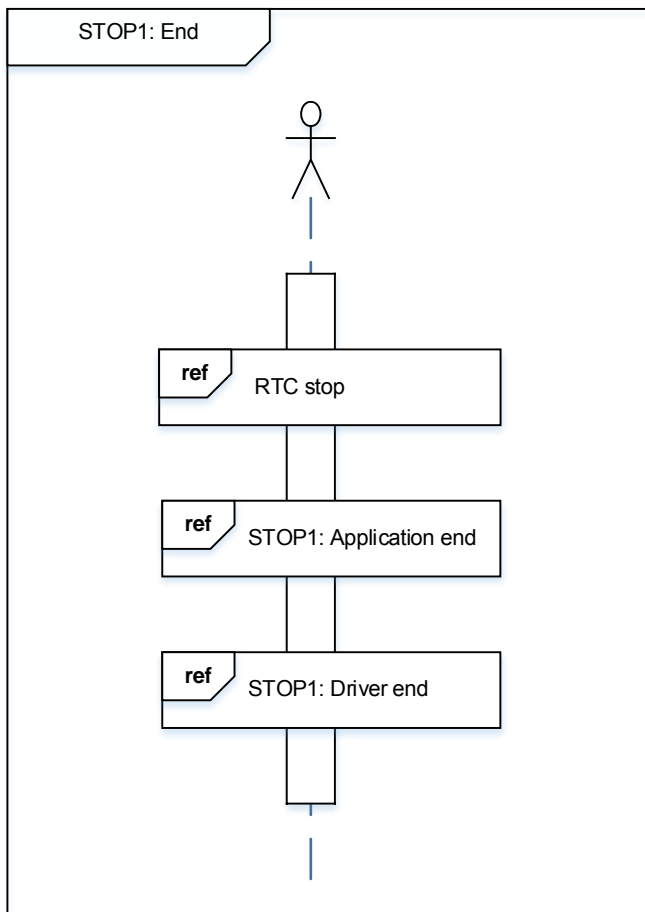 STOP1: End
ref
RTC stop
ref
STOP1: Application end
ref
STOP1: Driver end